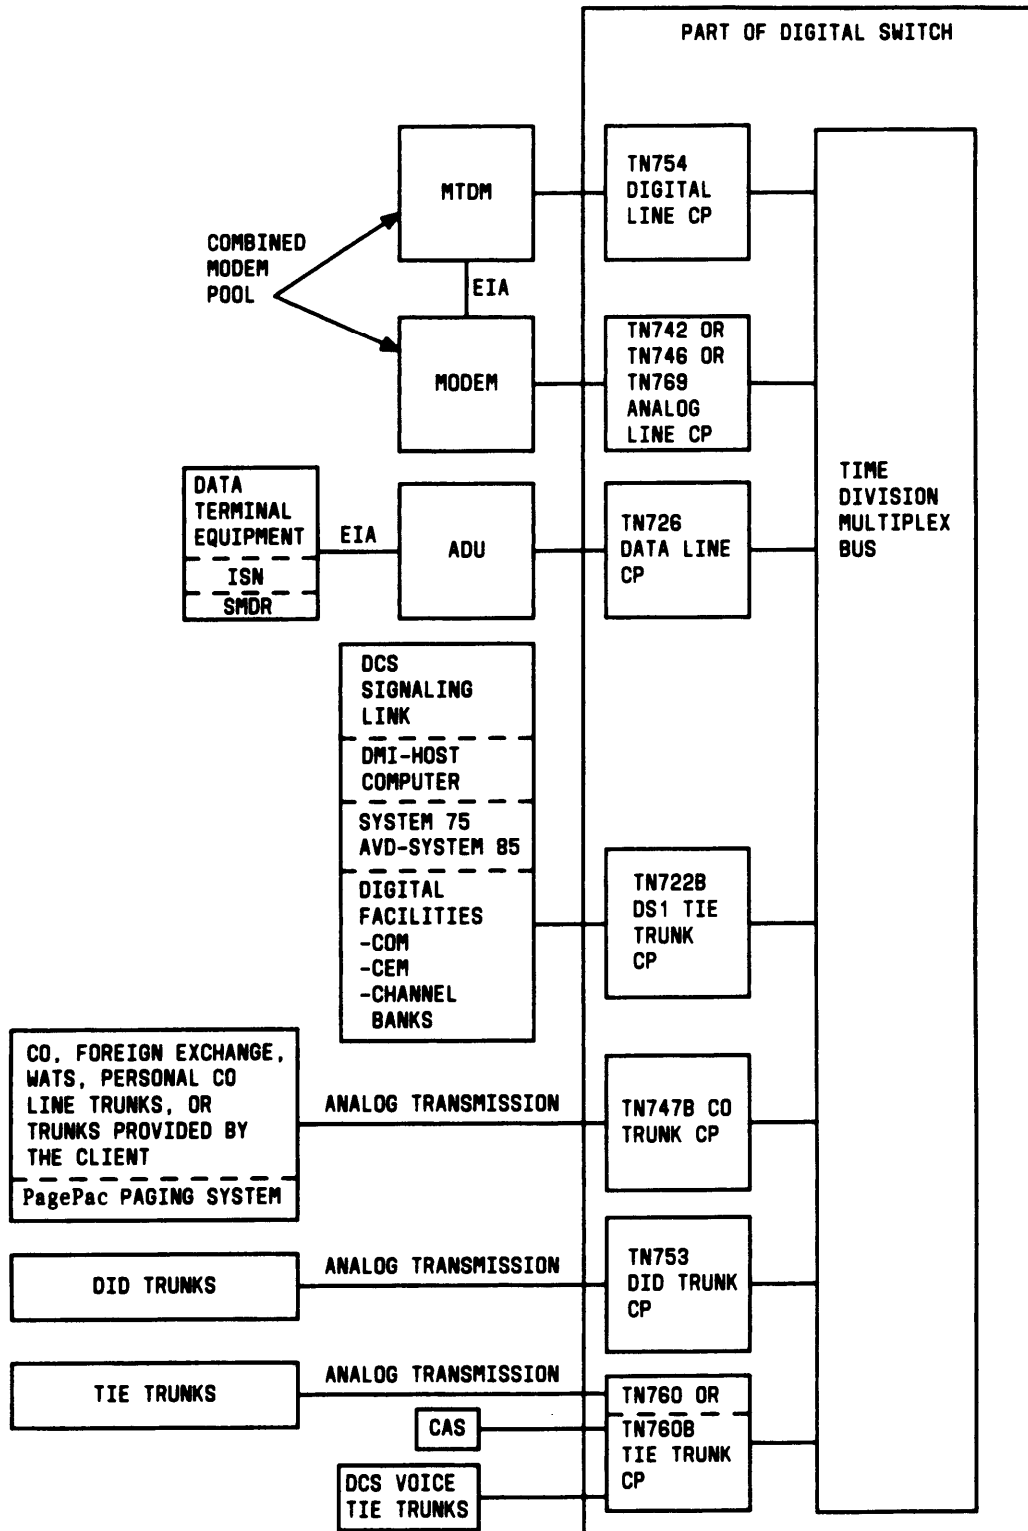 PART OF DIGITAL SWITCH
MTDM
TN754
DIGITAL
LINE CP
COMBINED
MODEM
POOL
EIA
MODEM
TN742 OR
TN746 OR
TN769
ANALOG
LINE CP
TIME
DIVISION
MULTIPLEX
BUS
DATA
TERMINAL
EQUIPMENT
ISN
SMDR
EIA
ADU
TN726
DATA LINE
CP
DCS
SIGNALING
LINK
DMI-HOST
COMPUTER
SYSTEM 75
AVD-SYSTEM 85
DIGITAL
FACILITIES
-COM
-CEM
-CHANNEL
BANKS
TN722B
DS1 TIE
TRUNK
CP
CO, FOREIGN EXCHANGE,
WATS, PERSONAL CO
LINE TRUNKS, OR
TRUNKS PROVIDED BY
THE CLIENT
PagePac PAGING SYSTEM
ANALOG TRANSMISSION
TN747B CO
TRUNK CP
DID TRUNKS
ANALOG TRANSMISSION
TN753
DID TRUNK
CP
TIE TRUNKS
ANALOG TRANSMISSION
TN760 OR
TN760B
TIE TRUNK
CP
CAS
DCS VOICE
TIE TRUNKS